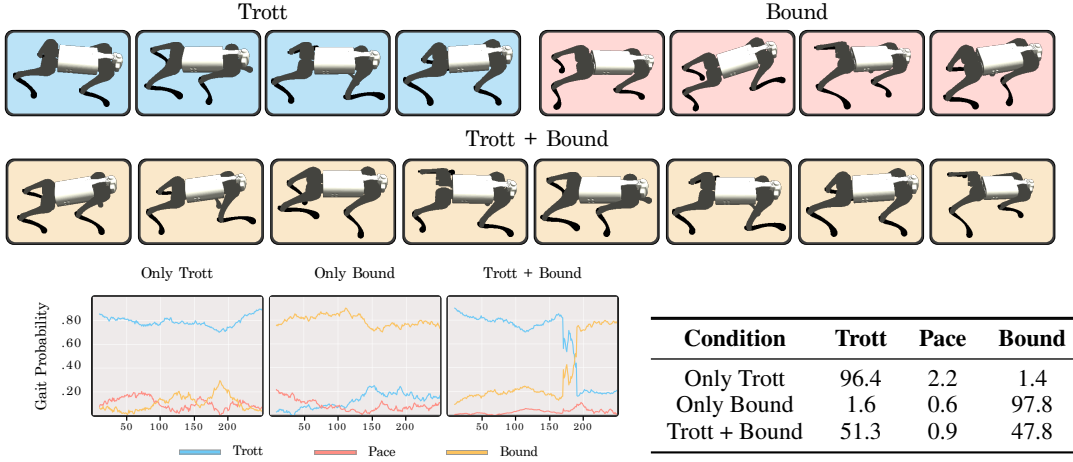 Trott
Bound
Trott + Bound
Only Trott
Only Bound
Trott + Bound
Gait Probability
.80
.60
.40
.20
50 100 150 200
50 100 150 200
50 100 150 200
Trott Pace Bound
Condition Trott Pace Bound
Only Trott 96.4 2.2 1.4
Only Bound 1.6 0.6 97.8
Trott + Bound 51.3 0.9 47.8